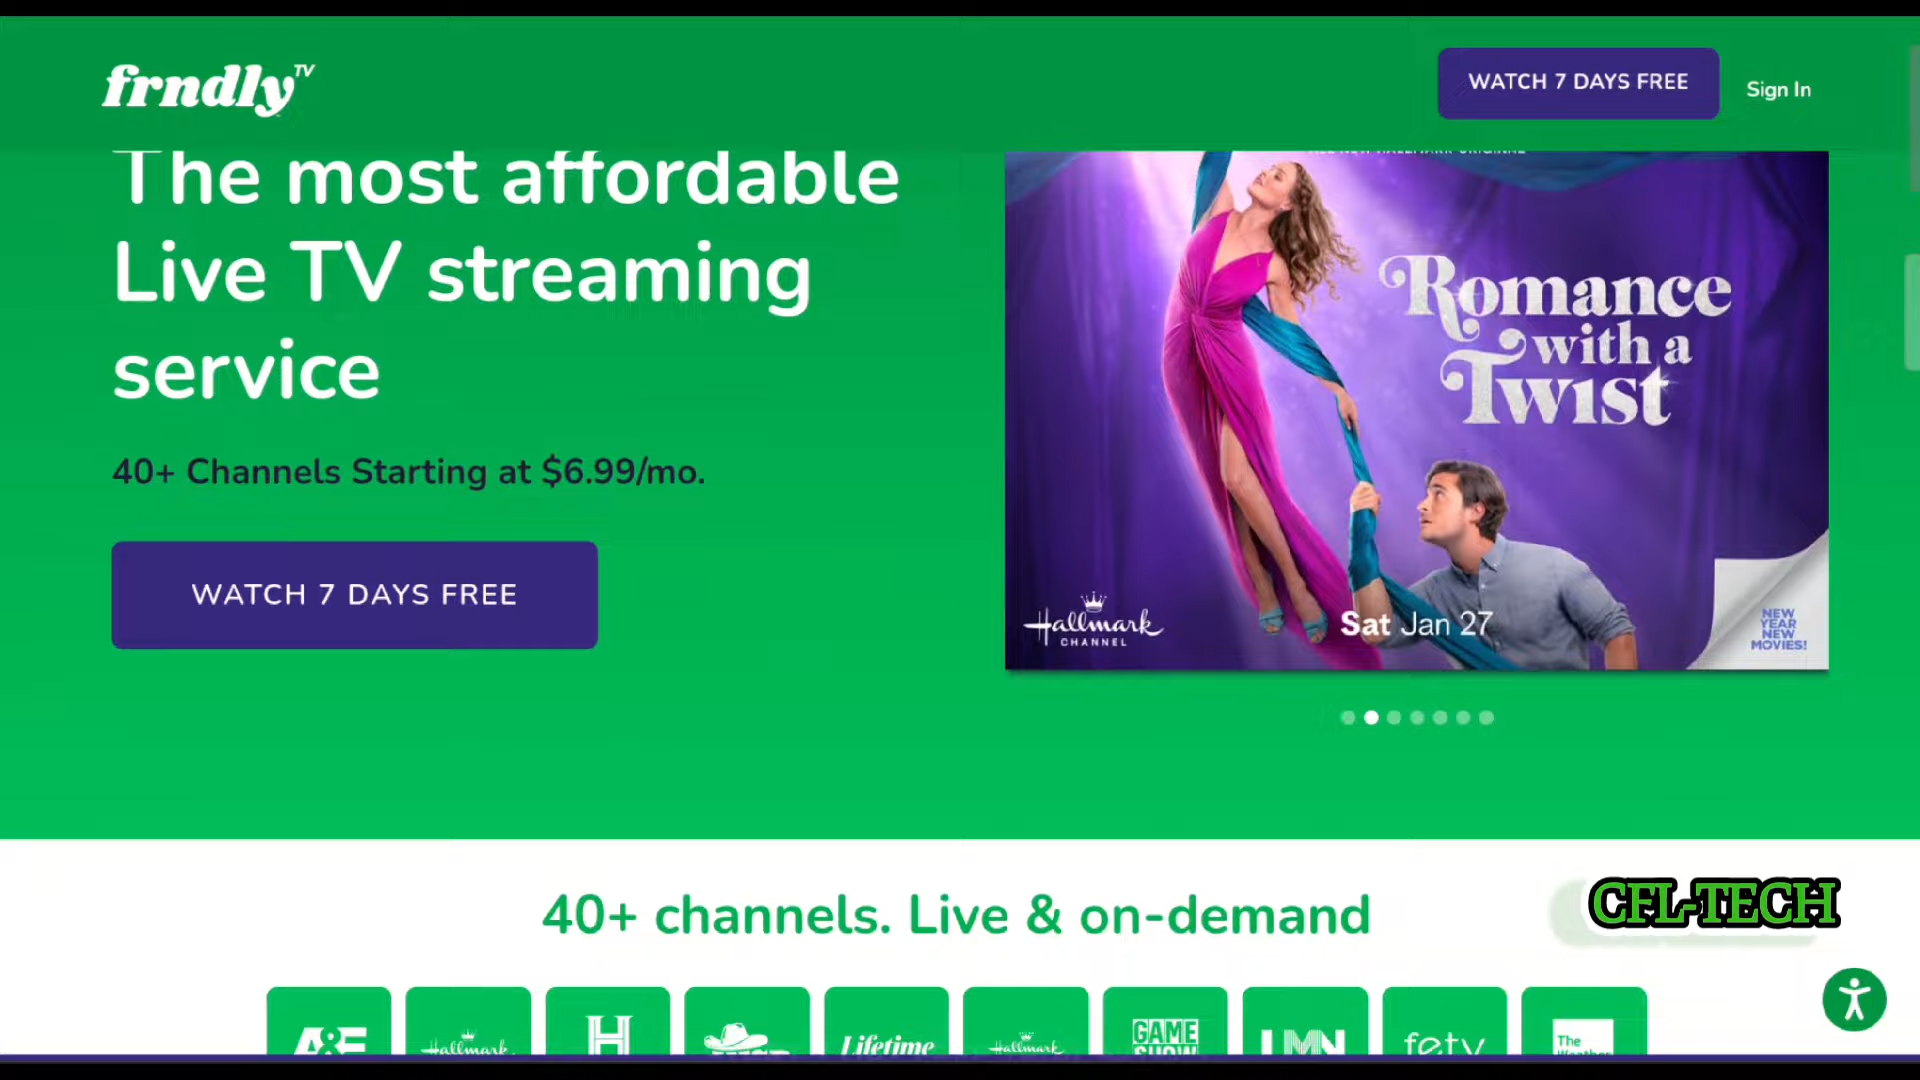 frndly TV
WATCH 7 DAYS FREE
Sign In
The most affordable
Live TV streaming
service
40+ Channels Starting at $6.99/mo.
WATCH 7 DAYS FREE
Romance
with a
Twist
Hallmark
CHANNEL
Sat Jan 27
NEW
YEAR
NEW
MOVIES!
40+ channels. Live & on-demand
CFL-TECH
A&E
Hallmark
H
Lifetime
Hallmark
GAME
SHOW
LMN
fetv
The
Weather